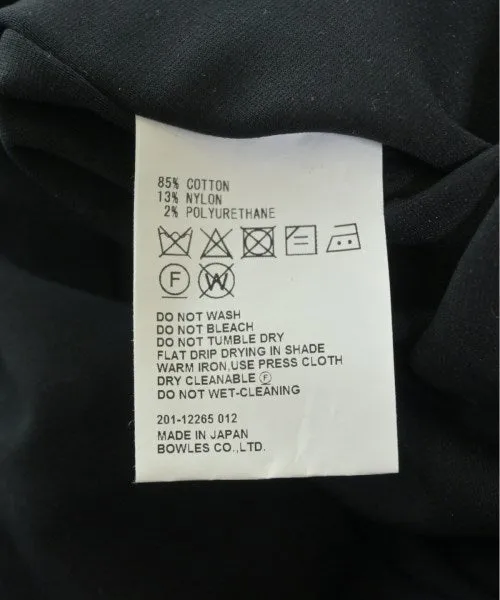 85% COTTON
13% NYLON
2% POLYURETHANE
F W
DO NOT WASH
DO NOT BLEACH
DO NOT TUMBLE DRY
FLAT DRIP DRYING IN SHADE
WARM IRON,USE PRESS CLOTH
DRY CLEANABLE Ⓕ
DO NOT WET-CLEANING
201-12265 012
MADE IN JAPAN
BOWLES CO.,LTD.